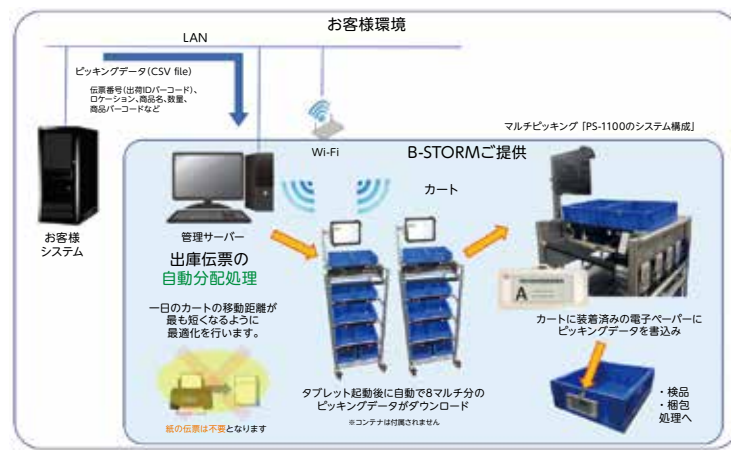 お客様環境
LAN
ピッキングデータ(CSV file)
伝票番号(出荷IDバーコード)、
ロケーション、商品名、数量、
商品バーコードなど
マルチピッキング「PS-1100のシステム構成」
Wi-Fi
B-STORMご提供
カート
お客様
システム
管理サーバー
出庫伝票の
自動分配処理
一日のカートの移動距離が
最も短くなるように
最適化を行います。
紙の伝票は不要となります
タブレット起動後に自動で8マルチ分の
ピッキングデータがダウンロード
※コンテナは付属されません
A
カートに装着済みの電子ペーパーに
ピッキングデータを書込み
・検品
・梱包
処理へ